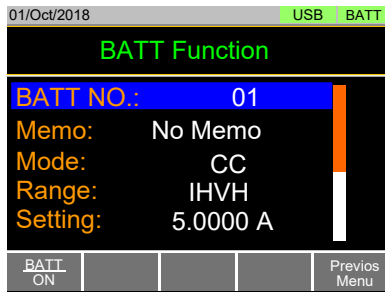 01/Oct/2018 USB BATT
BATT Function
BATT NO.: 01
Memo: No Memo
Mode: CC
Range: IHVH
Setting: 5.0000 A
BATT
ON
Previos
Menu